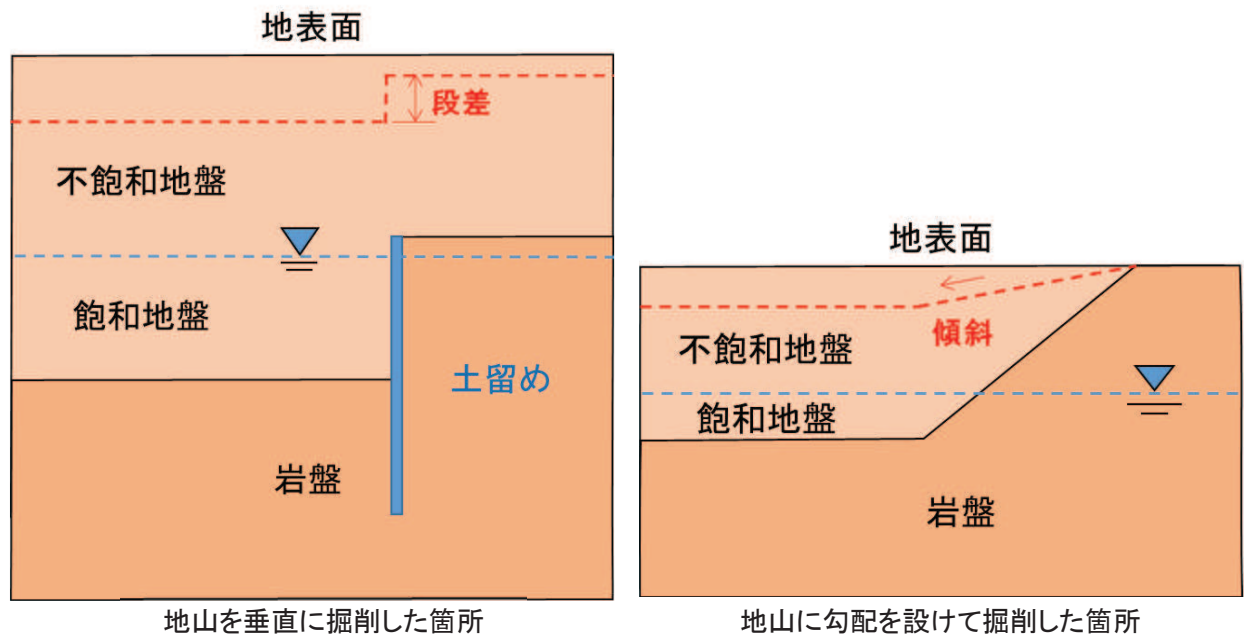 地表面
段差
不飽和地盤
飽和地盤
土留め
岩盤
地山を垂直に掘削した箇所
地表面
傾斜
不飽和地盤
飽和地盤
岩盤
地山に勾配を設けて掘削した箇所